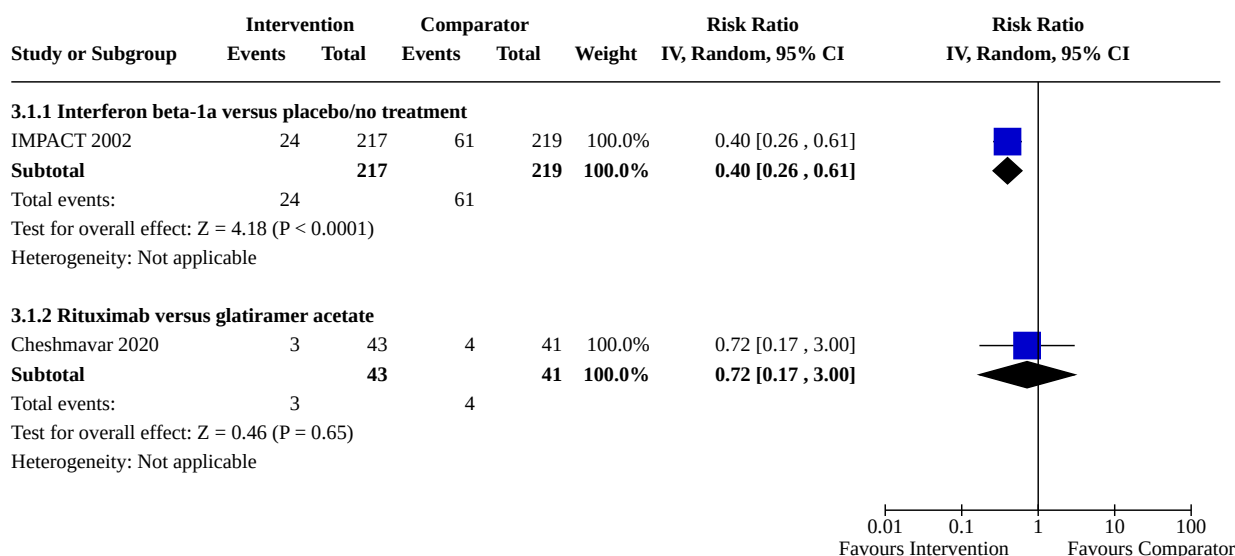 Intervention Comparator Risk Ratio Risk Ratio
Study or Subgroup Events Total Events Total Weight IV, Random, 95% CI IV, Random, 95% CI
3.1.1 Interferon beta-1a versus placebo/no treatment
IMPACT 2002 24 217 61 219 100.0% 0.40 [0.26 , 0.61]
Subtotal 217 219 100.0% 0.40 [0.26 , 0.61]
Total events: 24 61
Test for overall effect: Z = 4.18 (P < 0.0001)
Heterogeneity: Not applicable
3.1.2 Rituximab versus glatiramer acetate
Cheshmavar 2020 3 43 4 41 100.0% 0.72 [0.17 , 3.00]
Subtotal 43 41 100.0% 0.72 [0.17 , 3.00]
Total events: 3 4
Test for overall effect: Z = 0.46 (P = 0.65)
Heterogeneity: Not applicable
0.01 0.1 1 10 100
Favours Intervention Favours Comparator